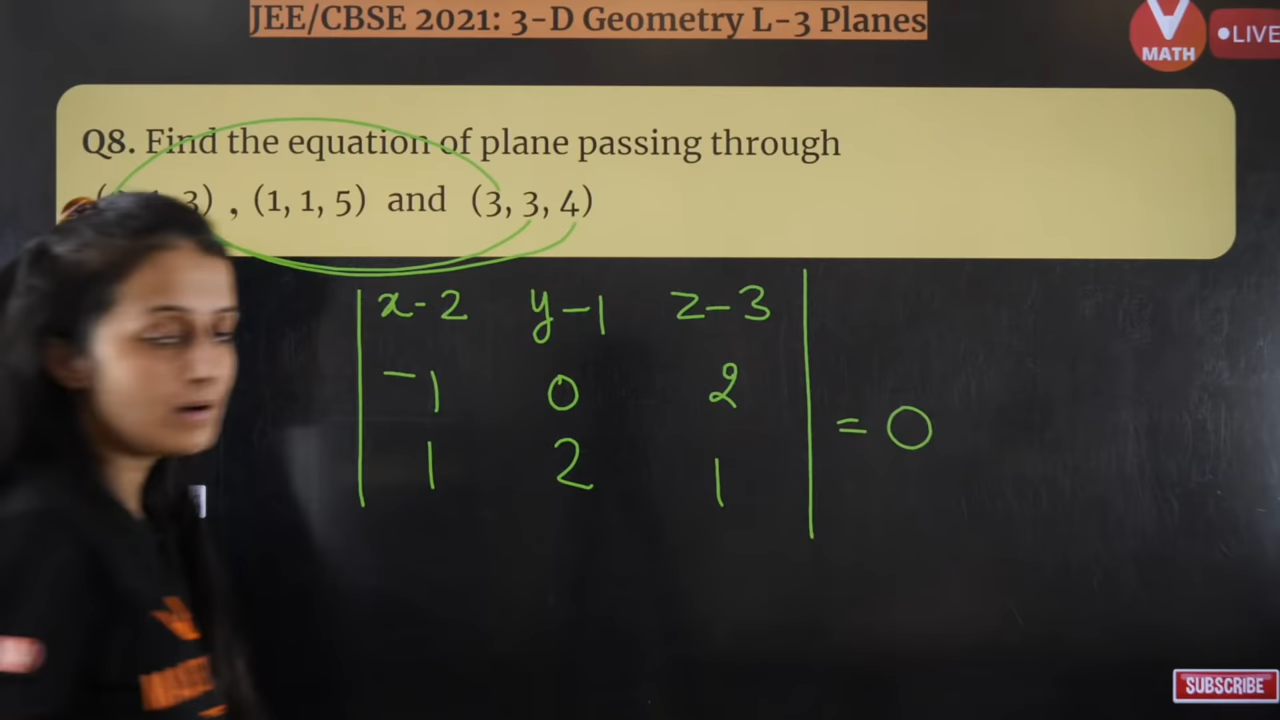 JEE/CBSE 2021: 3-D Geometry L-3 Planes
MATH
LIVE
Q8. Find the equation of plane passing through
3) , (1, 1, 5) and (3, 3, 4)
x-2 y-1 z-3
-1 0 2
1 2 1
= 0
SUBSCRIBE